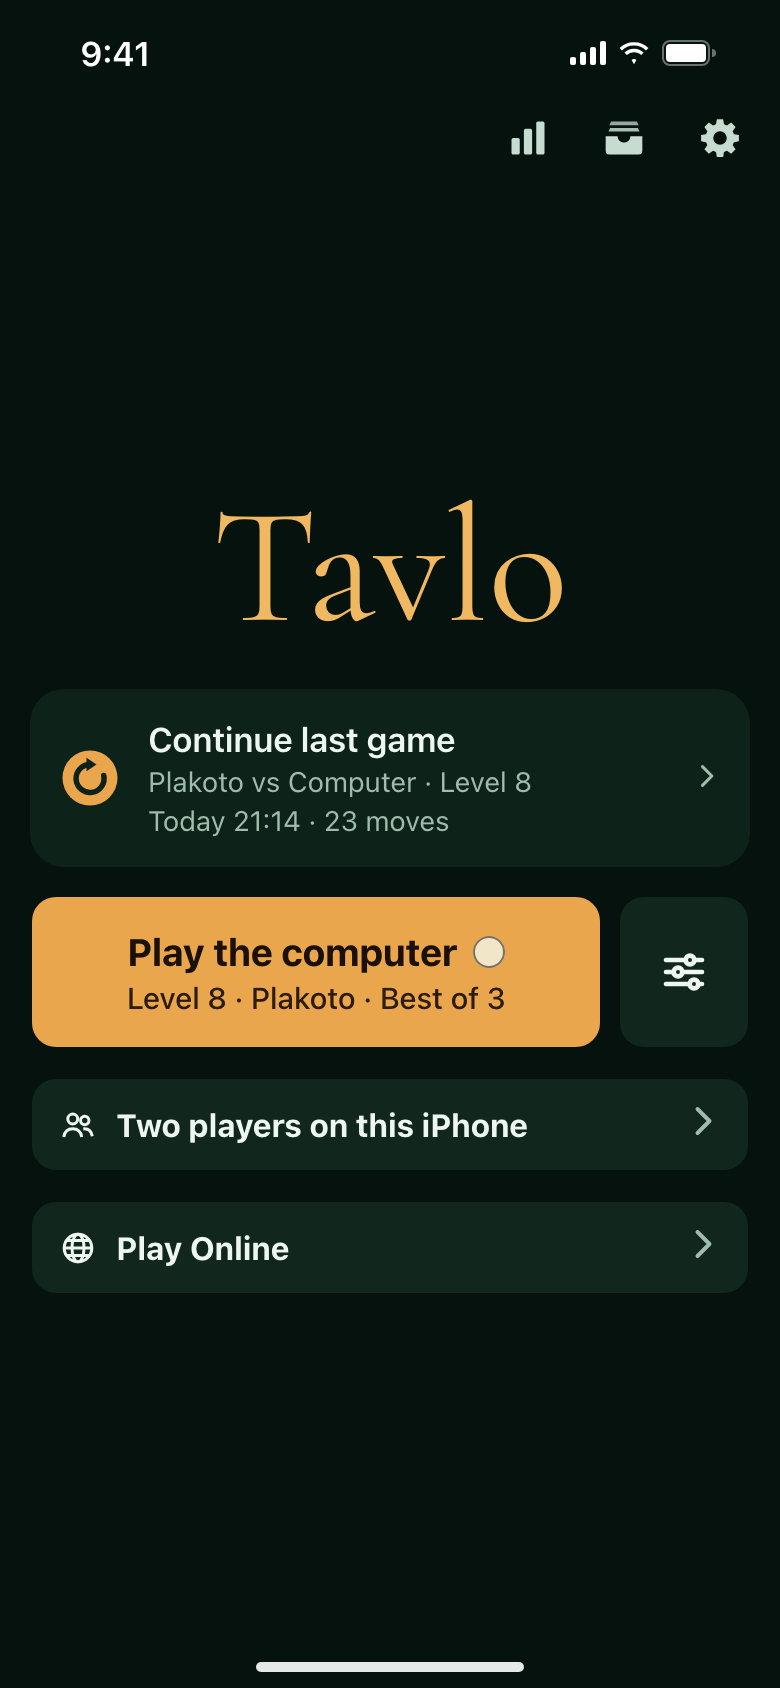 9:41
Tavlo
Continue last game
Plakoto vs Computer · Level 8
Today 21:14 · 23 moves
Play the computer
Level 8 · Plakoto · Best of 3
Two players on this iPhone
Play Online